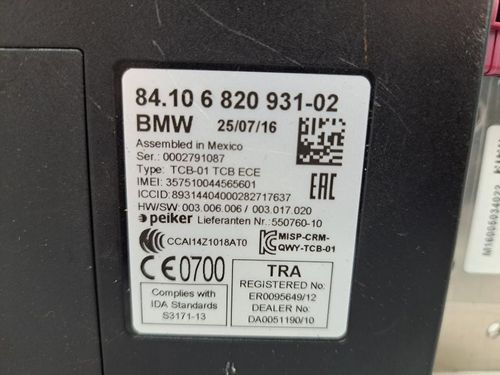 84.10 6 820 931-02
BMW 25/07/16
Assembled in Mexico
Ser.: 0002791087
Type: TCB-01 TCB ECE
IMEI: 357510044565601
ICCID: 89314404000282717637
HW/SW: 003.006.006 / 003.017.020
peiker Lieferanten Nr.:550760-10
EAC
CCAI14Z1018AT0
MISP-CRM-
QWY-TCB-01
CE0700
Complies with
IDA Standards
S3171-13
TRA
REGISTERED No:
ER0095649/12
DEALER No:
DA0051190/10